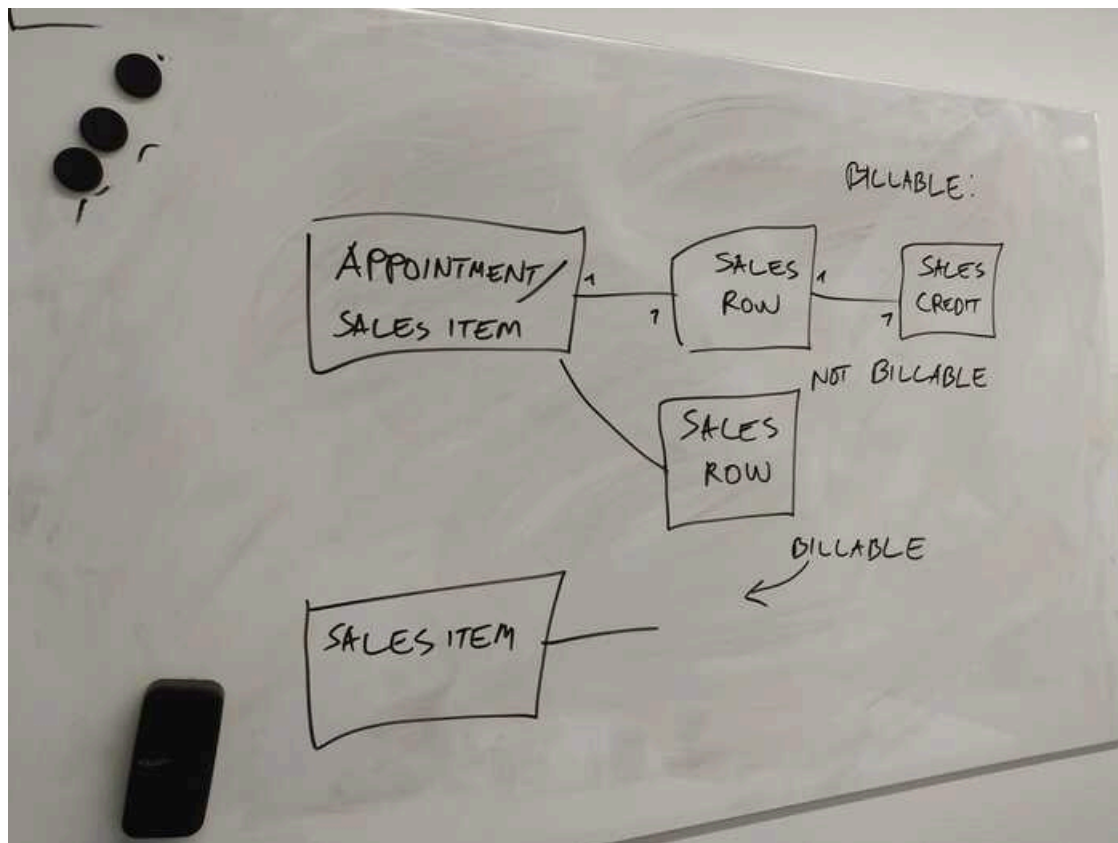 BILLABLE:
APPOINTMENT/
SALES ITEM
1
1
SALES
ROW
1
1
SALES
CREDIT
NOT BILLABLE
SALES
ROW
BILLABLE
SALES ITEM